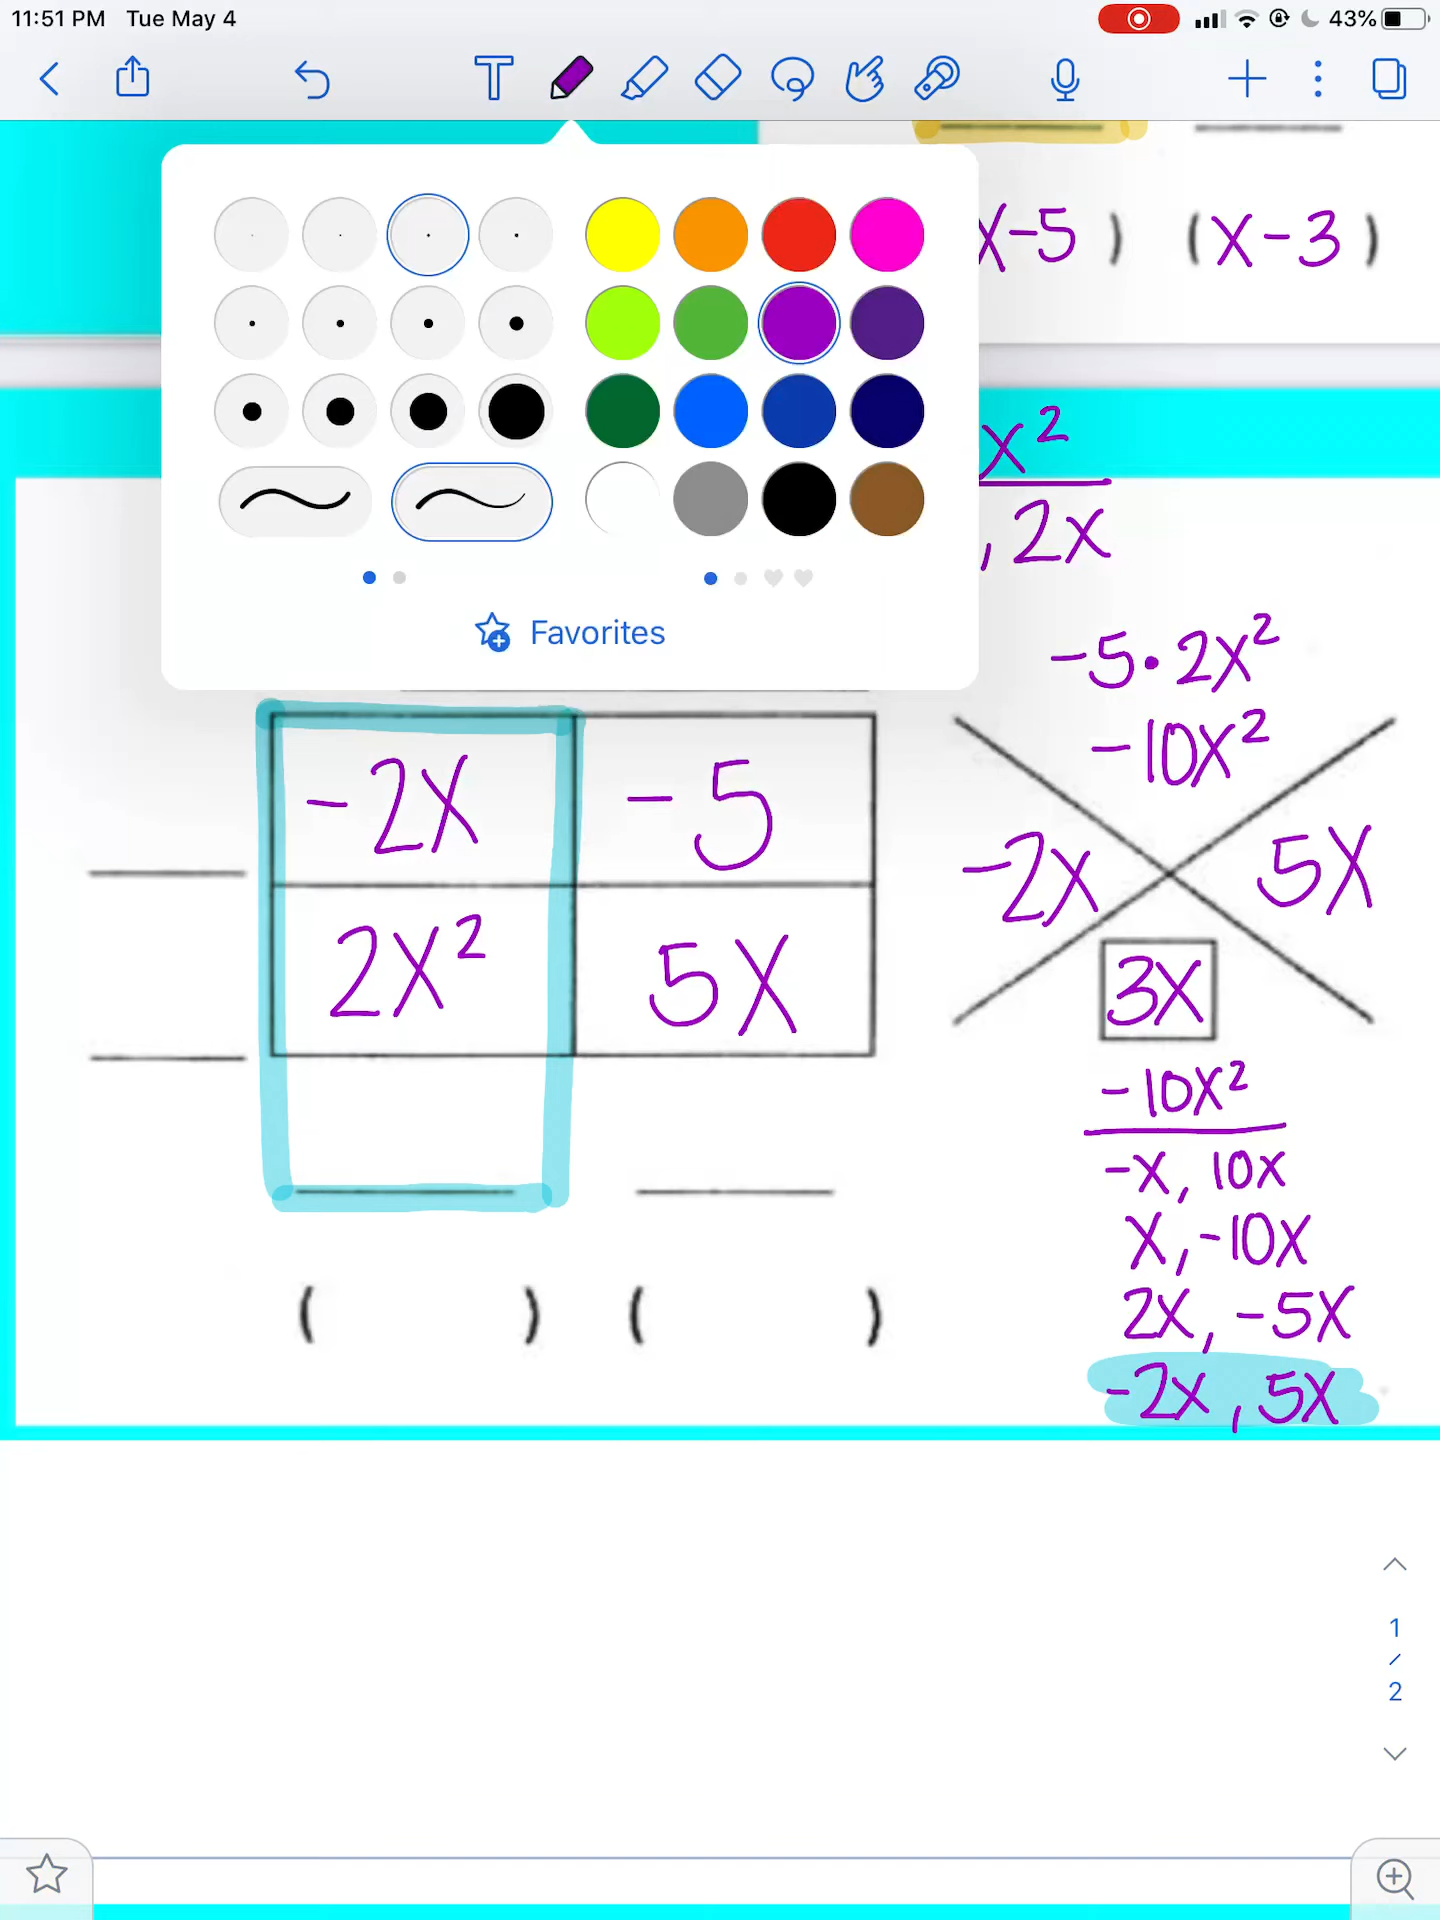 11:51 PM Tue May 4 43%
T
X-5 ) ( X-3 )
x²
, 2x
Favorites
-5·2x²
-10x²
-2x -5
-2x 5x
2x² 5x
3x
-10x²
-x, 10x
x, -10x
2x, -5x
( ) ( )
-2x, 5x
1
/
2